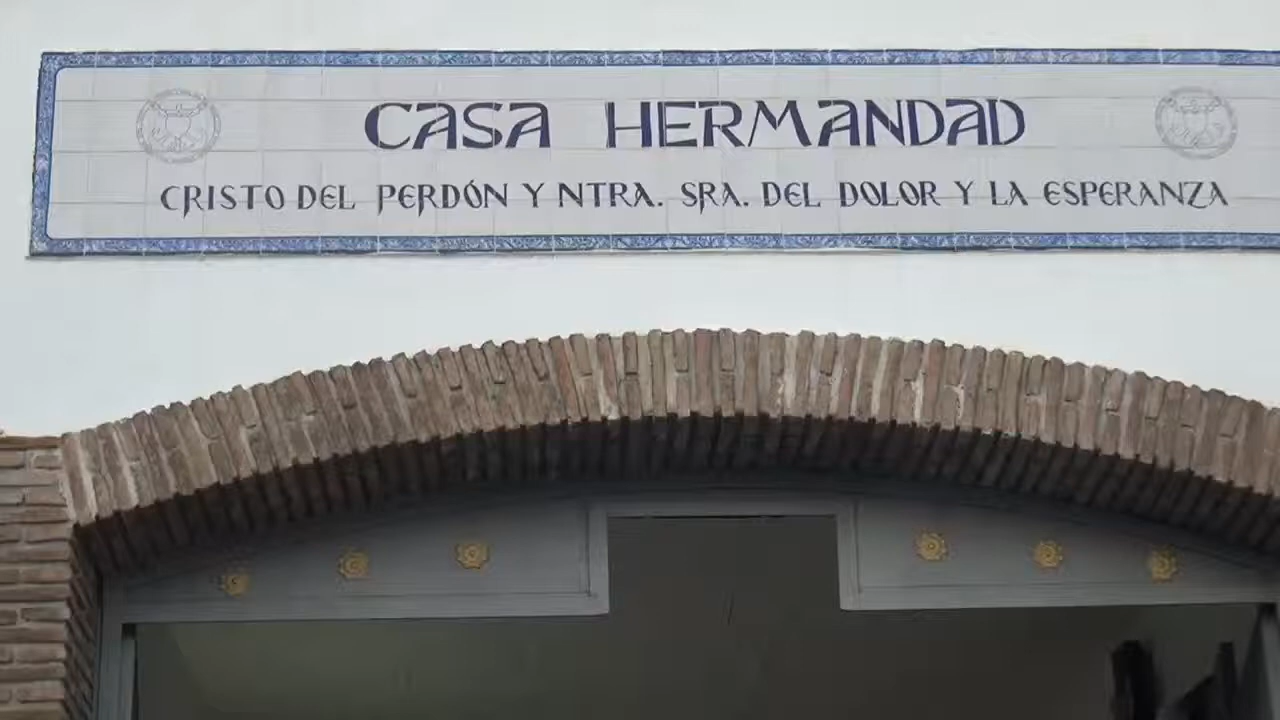 CASA HERMANDAD
CRISTO DEL PERDÓN Y NTRA. SRA. DEL DOLOR Y LA ESPERANZA